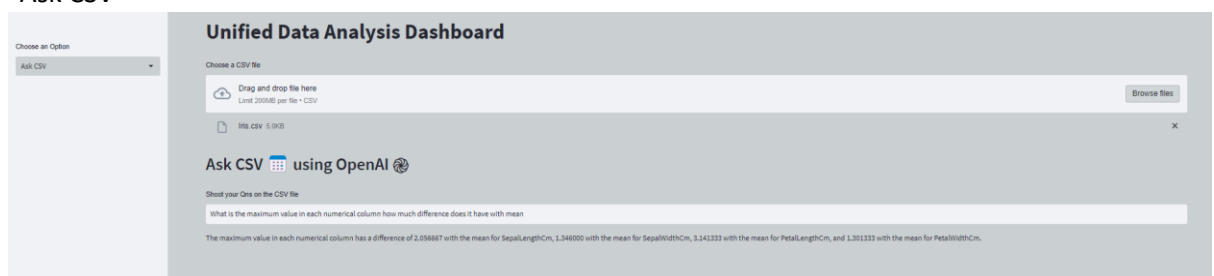 Ask CSV
Unified Data Analysis Dashboard
Choose an Option
Ask CSV
Choose a CSV file
Drag and drop file here
Limit 200MB per file • CSV
Browse files
Iris.csv 5.0KB
×
Ask CSV using OpenAI
Shoot your Qns on the CSV file
What is the maximum value in each numerical column how much difference does it have with mean
The maximum value in each numerical column has a difference of 2.056667 with the mean for SepalLengthCm, 1.346000 with the mean for SepalWidthCm, 3.141333 with the mean for PetalLengthCm, and 1.301333 with the mean for PetalWidthCm.